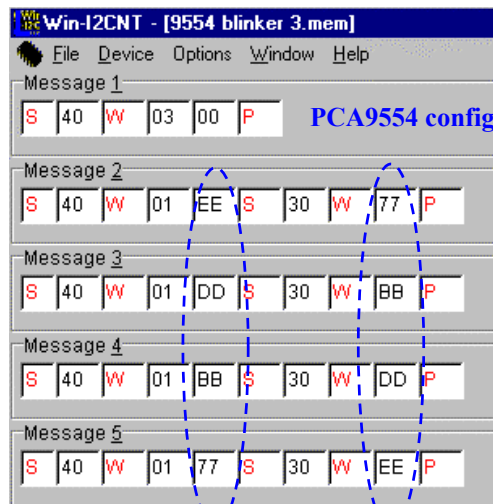 Win-I2CNT - [9554 blinker 3.mem]
File Device Options Window Help
Message 1
S 40 W 03 00 P PCA9554 config
Message 2
S 40 W 01 EE S 30 W 77 P
Message 3
S 40 W 01 DD S 30 W BB P
Message 4
S 40 W 01 BB S 30 W DD P
Message 5
S 40 W 01 77 S 30 W EE P